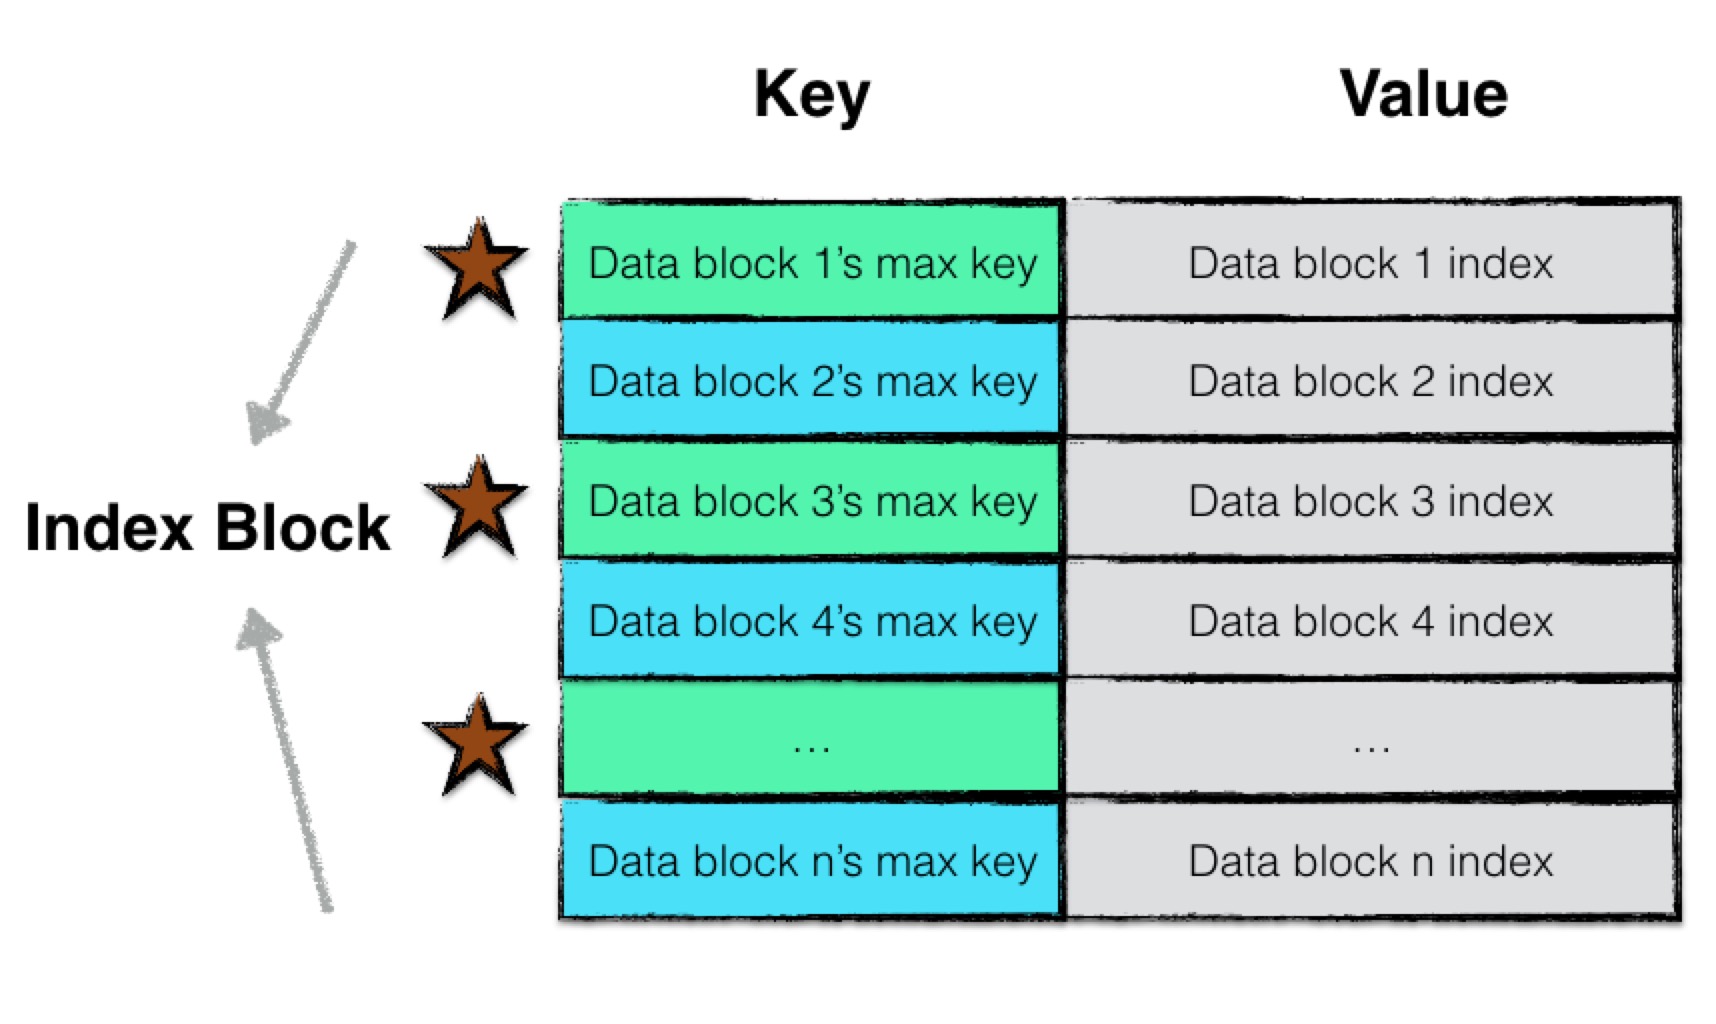 Key Value
Data block 1’s max key Data block 1 index
Data block 2’s max key Data block 2 index
Index Block
Data block 3’s max key Data block 3 index
Data block 4’s max key Data block 4 index
... ...
Data block n’s max key Data block n index